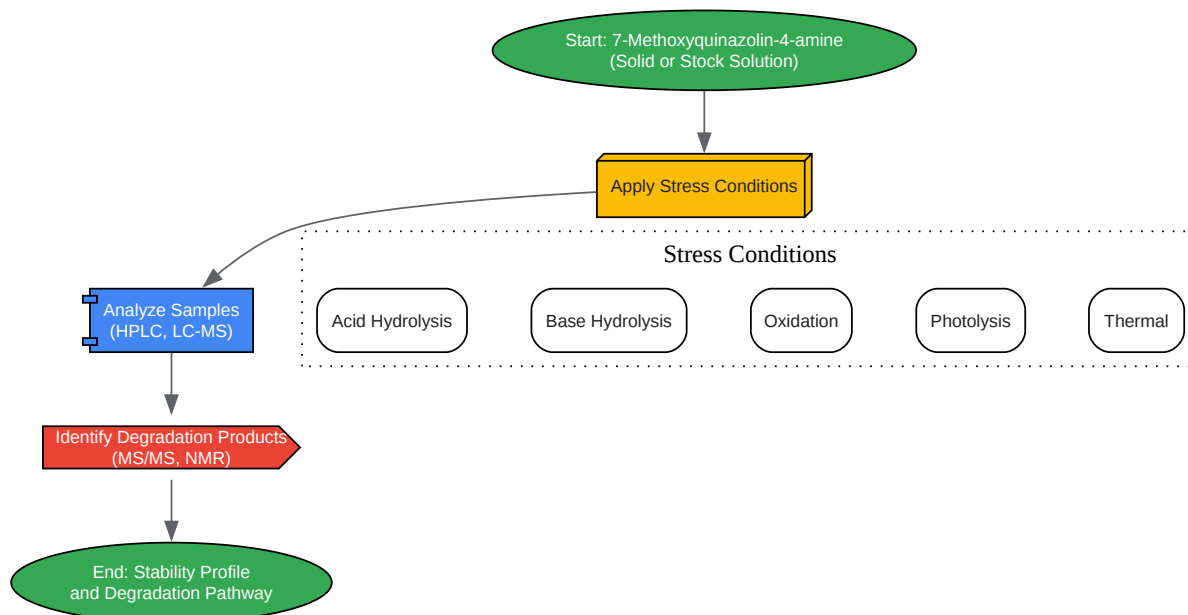 Start: 7-Methoxyquinazolin-4-amine
(Solid or Stock Solution)
Apply Stress Conditions
Stress Conditions
Analyze Samples
(HPLC, LC-MS)
Acid Hydrolysis
Base Hydrolysis
Oxidation
Photolysis
Thermal
Identify Degradation Products
(MS/MS, NMR)
End: Stability Profile
and Degradation Pathway